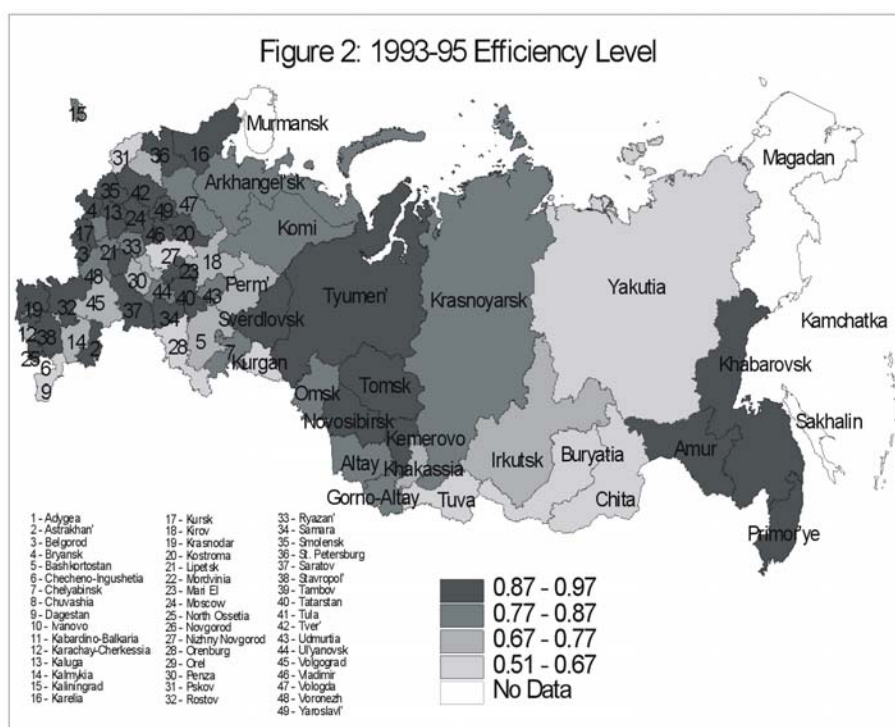 Figure 2: 1993-95 Efficiency Level
15
Murmansk
Magadan
31
36
16
Arkhangel'sk
35
42
47
4
13
24
49
Komi
17
46
20
3
21
33
27
18
Yakutia
48
30
23
Perm'
Tyumen'
Krasnoyarsk
45
44
40
43
Sverdlovsk
Kamchatka
19
32
37
34
5
12
38
14
2
28
7
Kurgan
Khabarovsk
25
6
9
Omsk
Tomsk
Novosibirsk
Sakhalin
Kemerovo
Amur
Altay
Khakassia
Irkutsk
Buryatia
Gorno-Altay
Tuva
Chita
Primor'ye
1 - Adygea
2 - Astrakhan'
3 - Belgorod
4 - Bryansk
5 - Bashkortostan
6 - Checheno-Ingushetia
7 - Chelyabinsk
8 - Chuvashia
9 - Dagestan
10 - Ivanovo
11 - Kabardino-Balkaria
12 - Karachay-Cherkessia
13 - Kaluga
14 - Kalmykia
15 - Kaliningrad
16 - Karelia
17 - Kursk
18 - Kirov
19 - Krasnodar
20 - Kostroma
21 - Lipetsk
22 - Mordvinia
23 - Mari El
24 - Moscow
25 - North Ossetia
26 - Novgorod
27 - Nizhny Novgorod
28 - Orenburg
29 - Orel
30 - Penza
31 - Pskov
32 - Rostov
33 - Ryazan'
34 - Samara
35 - Smolensk
36 - St. Petersburg
37 - Saratov
38 - Stavropol'
39 - Tambov
40 - Tatarstan
41 - Tula
42 - Tver'
43 - Udmurtia
44 - Ul'yanovsk
45 - Volgograd
46 - Vladimir
47 - Vologda
48 - Voronezh
49 - Yaroslavl'
0.87 - 0.97
0.77 - 0.87
0.67 - 0.77
0.51 - 0.67
No Data